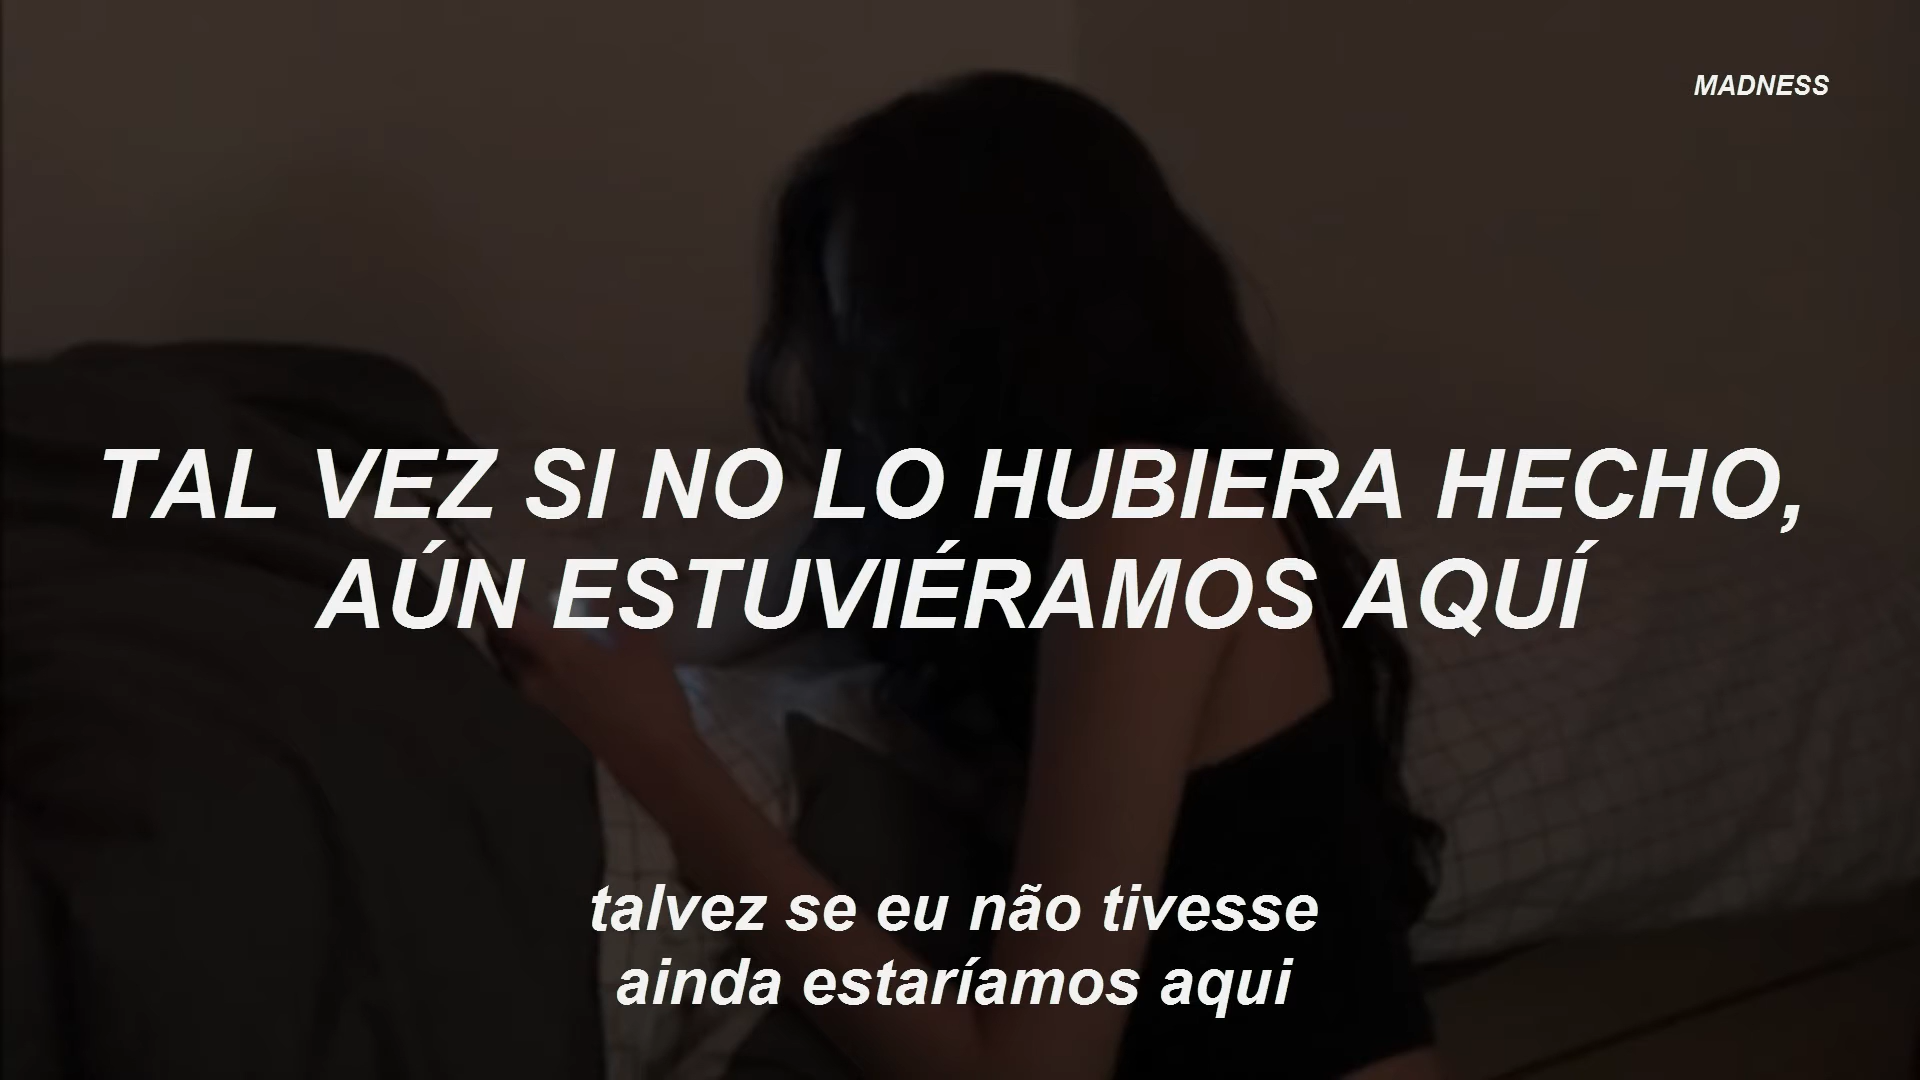 MADNESS
TAL VEZ SI NO LO HUBIERA HECHO,
AÚN ESTUVIÉRAMOS AQUÍ
talvez se eu não tivesse
ainda estaríamos aqui